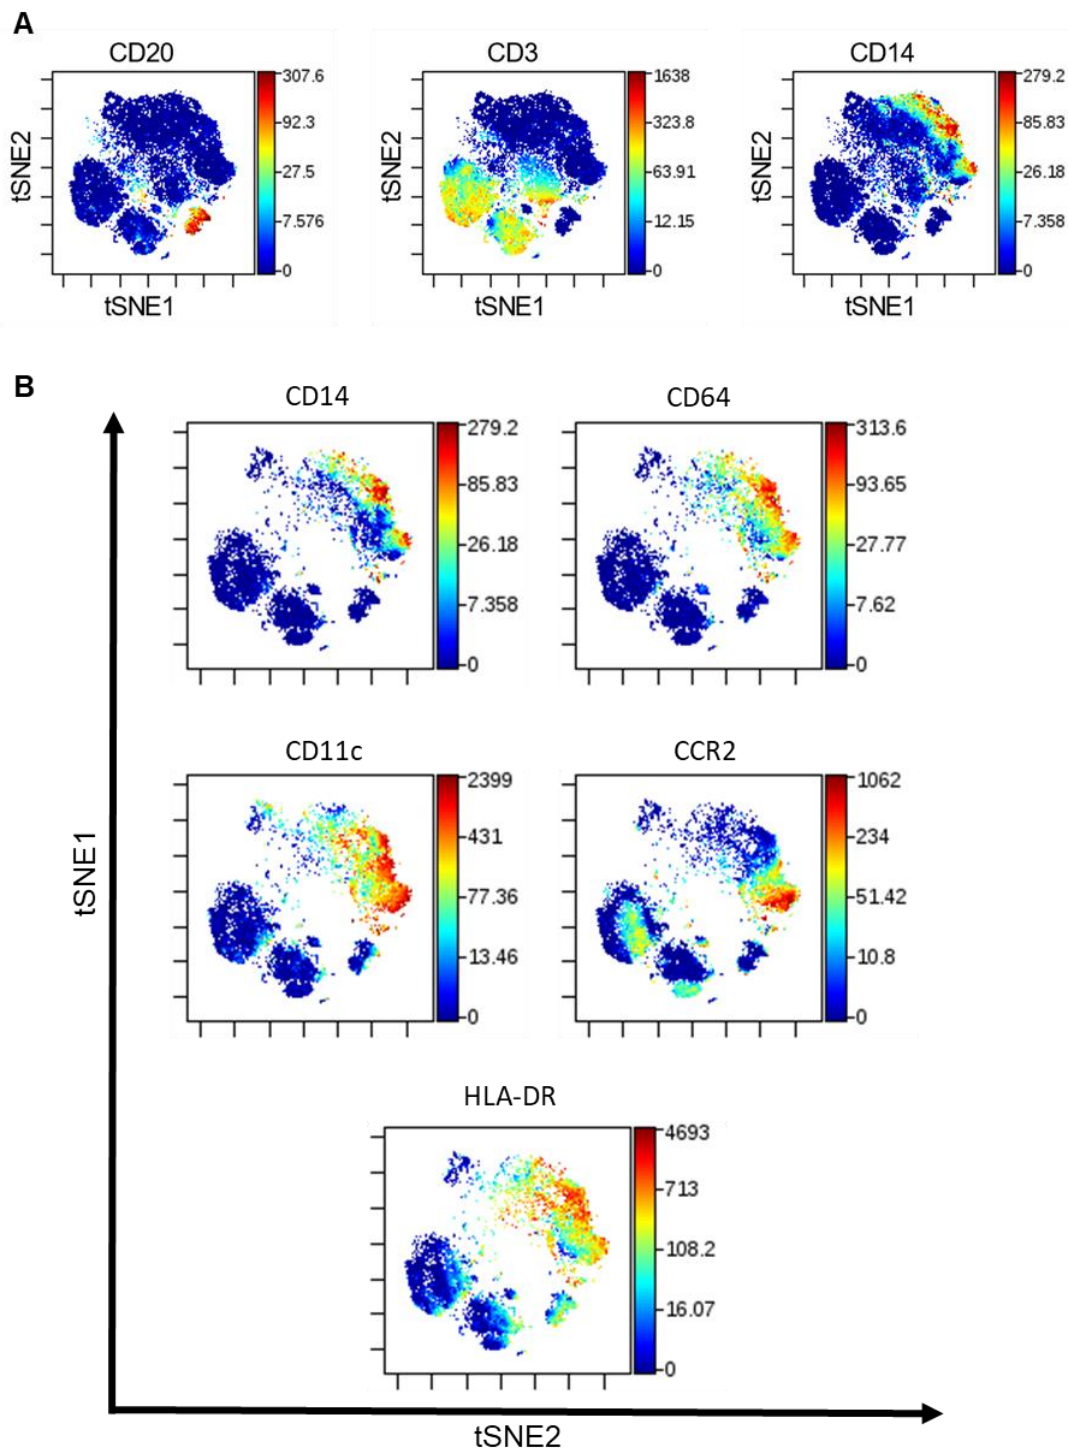 A
CD20
307.6
92.3
27.5
7.576
0
tSNE2
tSNE1
CD3
1638
323.8
63.91
12.15
0
tSNE2
tSNE1
CD14
279.2
85.83
26.18
7.358
0
tSNE2
tSNE1
B
CD14
279.2
85.83
26.18
7.358
0
CD64
313.6
93.65
27.77
7.62
0
CD11c
2399
431
77.36
13.46
0
CCR2
1062
234
51.42
10.8
0
HLA-DR
4693
713
108.2
16.07
0
tSNE1
tSNE2